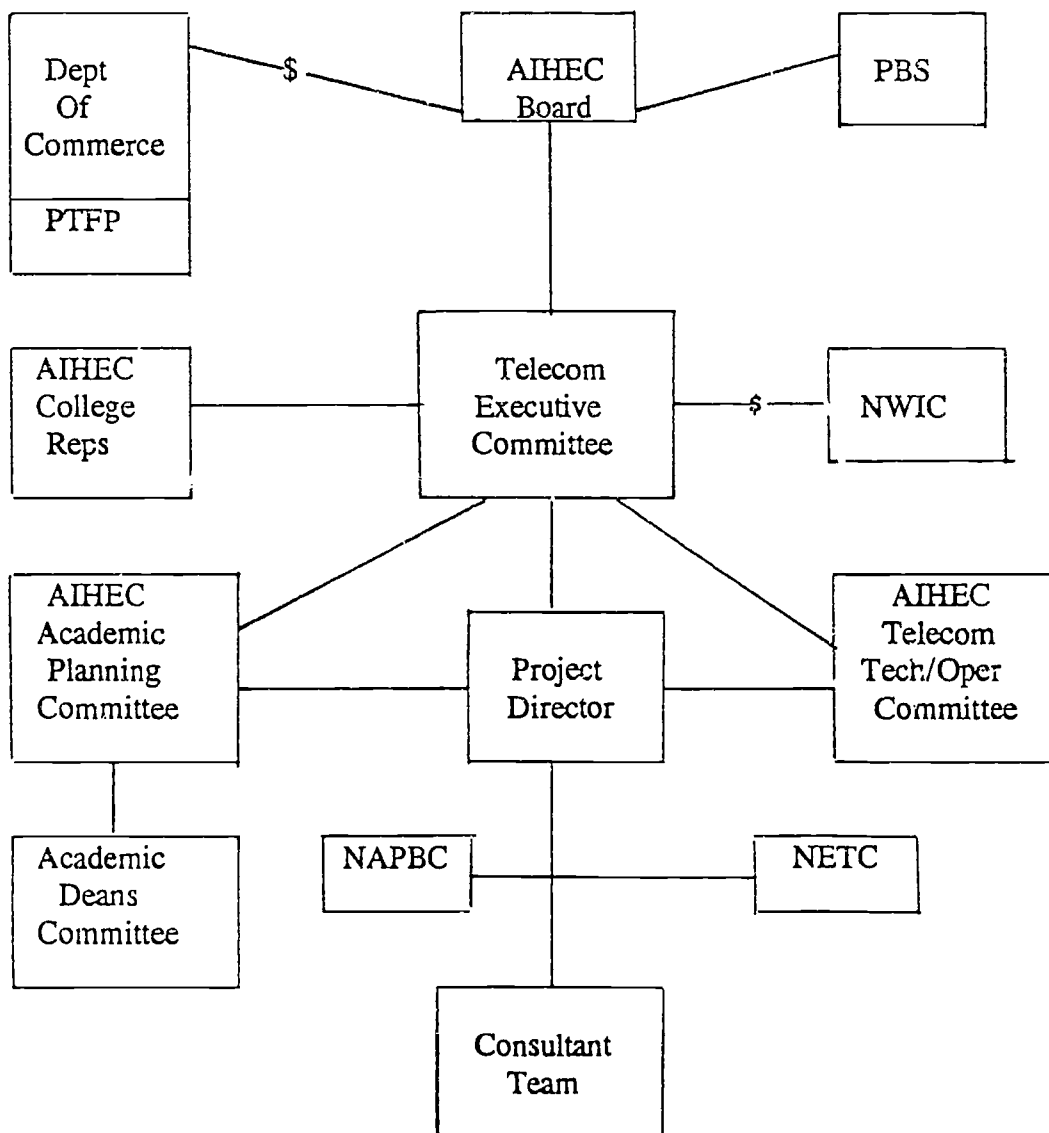 Dept
Of
Commerce
PTFP
$
AIHEC
Board
PBS
AIHEC
College
Reps
Telecom
Executive
Committee
$
NWIC
AIHEC
Academic
Planning
Committee
Project
Director
AIHEC
Telecom
Tech/Oper
Committee
Academic
Deans
Committee
NAPBC
NETC
Consultant
Team